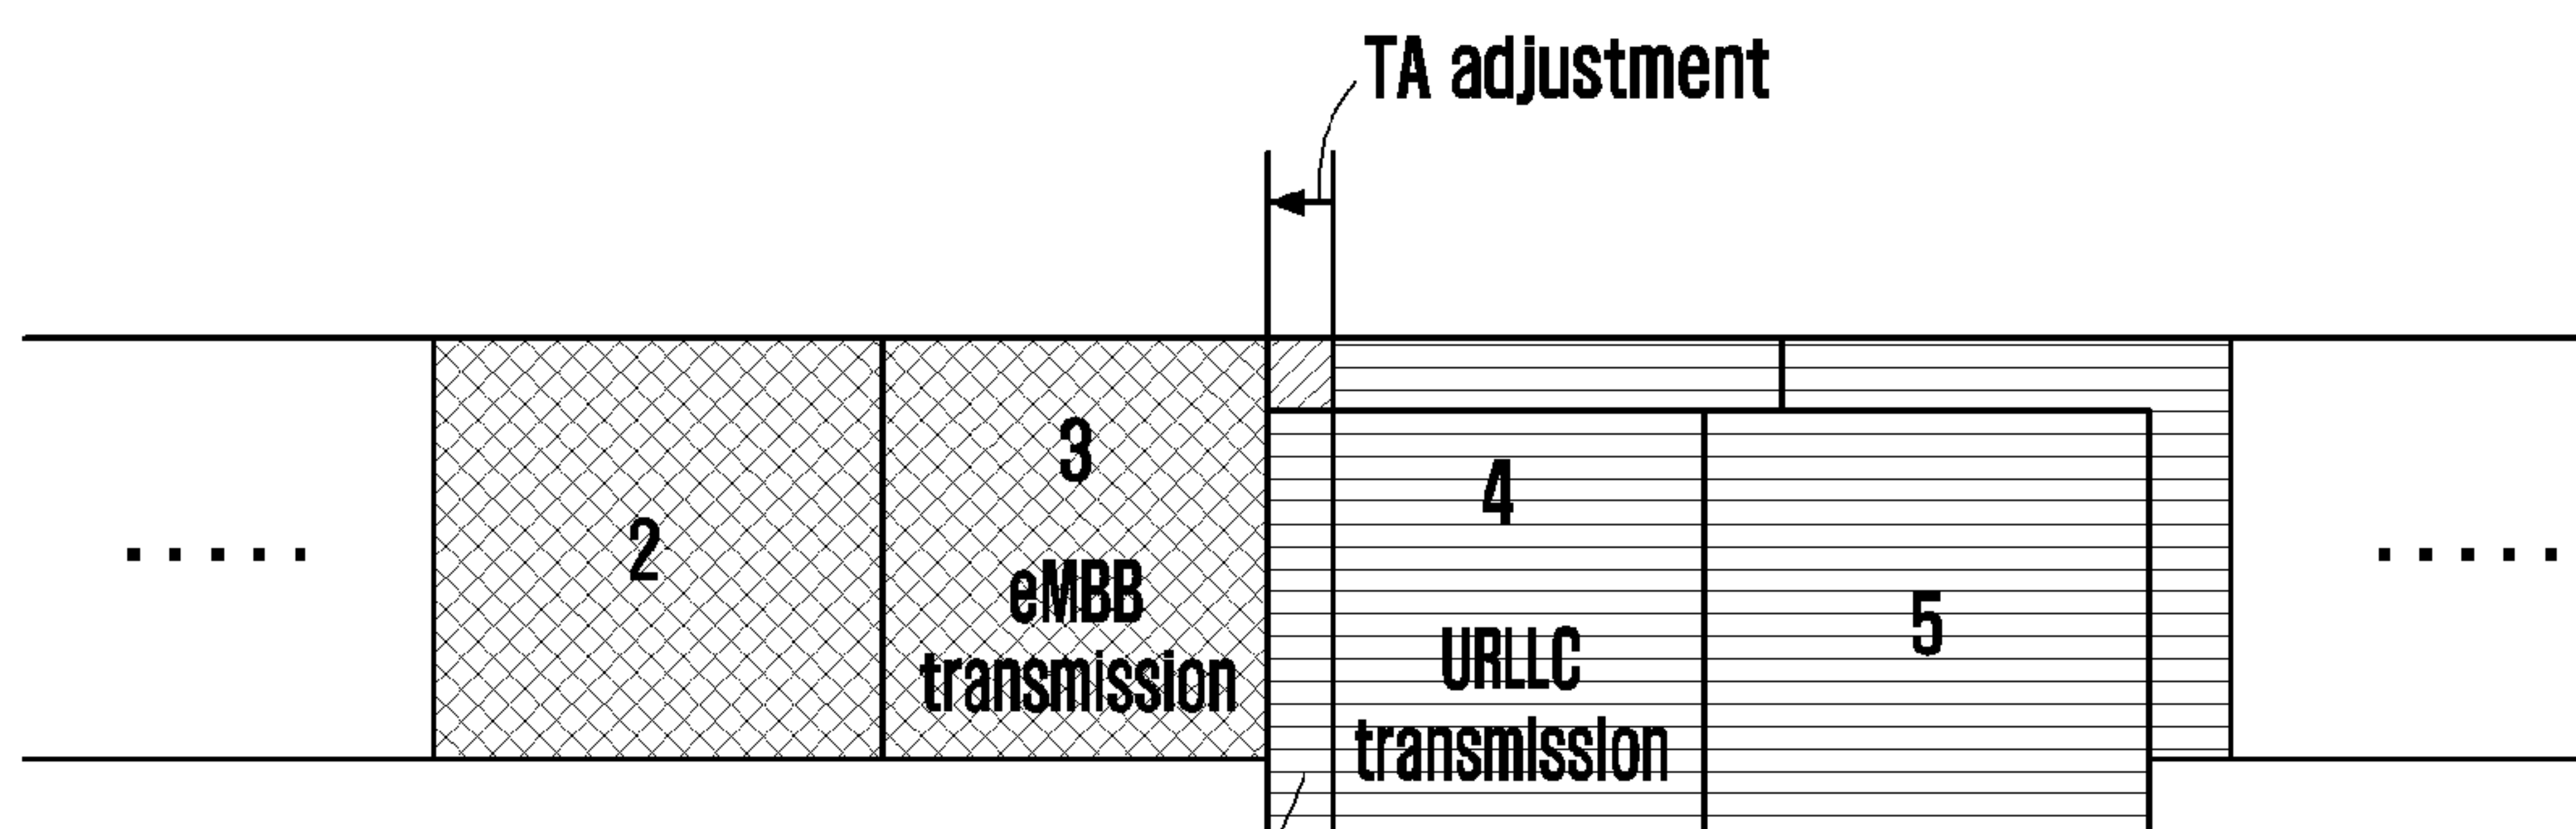 TA adjustment
3
4
2
eMBB
5
URLLC
transmission
transmission
.....
.....